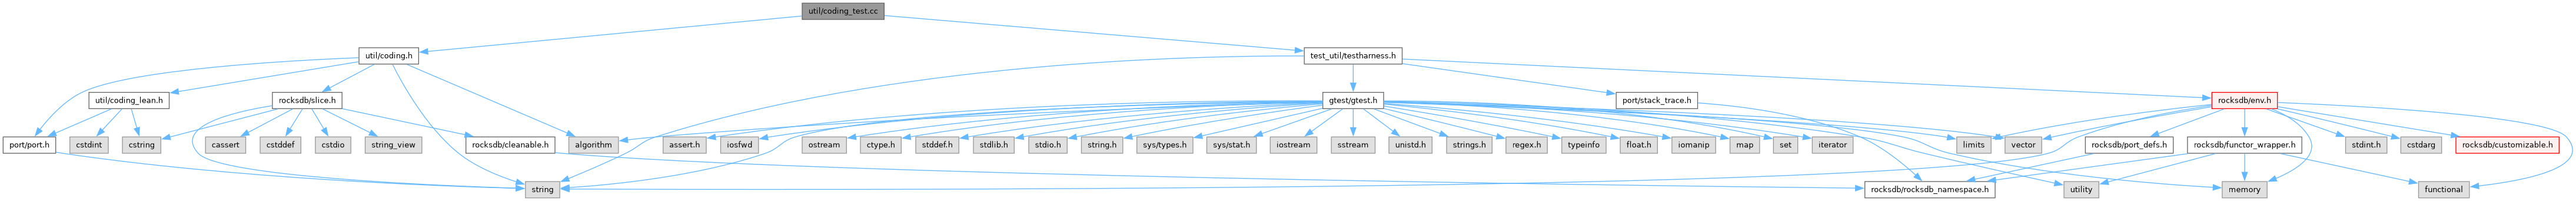 util/coding_test.cc
util/coding.h
test_util/testharness.h
util/coding_lean.h
rocksdb/slice.h
gtest/gtest.h
port/stack_trace.h
rocksdb/env.h
port/port.h
cstdint
cstring
cassert
cstddef
cstdio
string_view
rocksdb/cleanable.h
algorithm
assert.h
iosfwd
ostream
ctype.h
stddef.h
stdlib.h
stdio.h
string.h
sys/types.h
sys/stat.h
iostream
sstream
unistd.h
strings.h
regex.h
typeinfo
float.h
iomanip
map
set
iterator
limits
vector
rocksdb/port_defs.h
rocksdb/functor_wrapper.h
stdint.h
cstdarg
rocksdb/customizable.h
string
rocksdb/rocksdb_namespace.h
utility
memory
functional